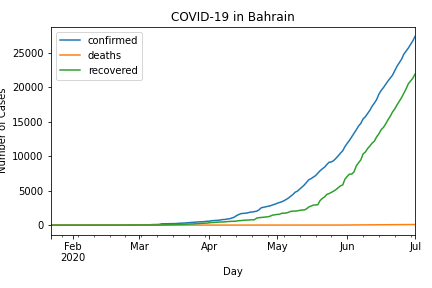 COVID-19 in Bahrain
confirmed
deaths
recovered
25000
20000
15000
10000
5000
0
Number of Cases
Feb
2020
Mar
Apr
May
Jun
Jul
Day